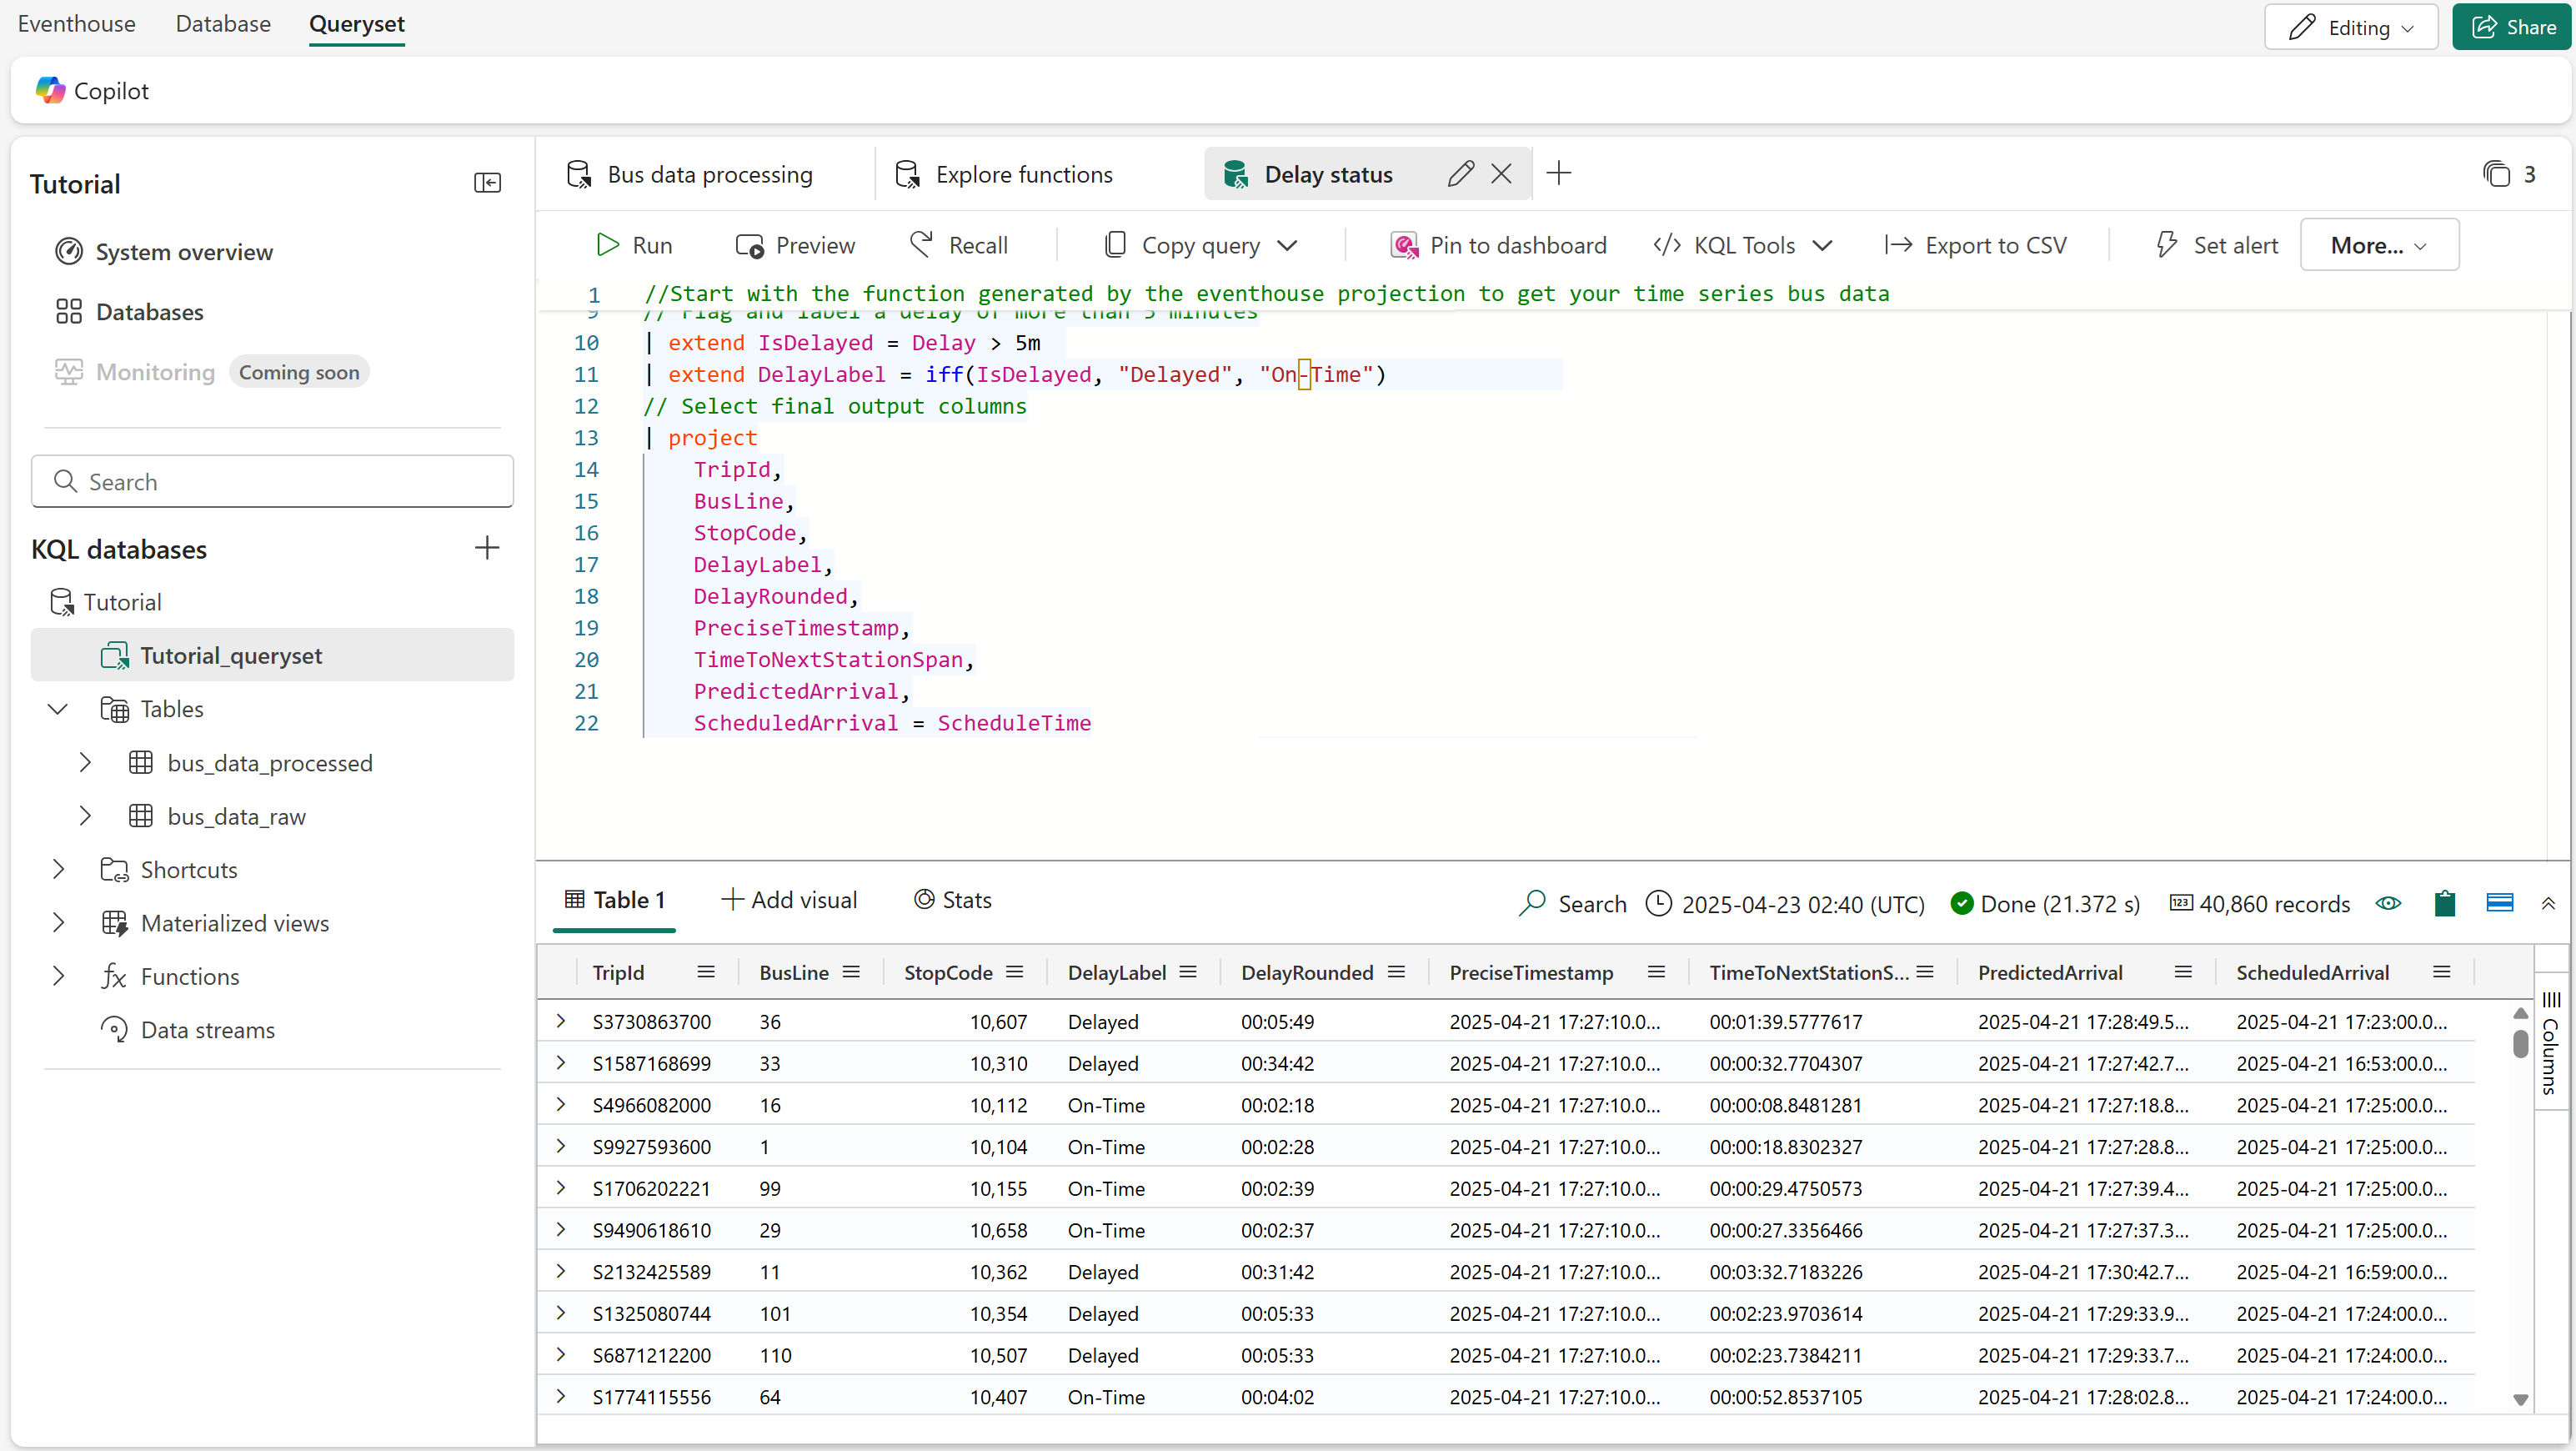 Eventhouse Database Queryset Editing Share
Copilot
Tutorial
System overview
Databases
Monitoring Coming soon
Search
KQL databases
Tutorial
Tutorial_queryset
Tables
bus_data_processed
bus_data_raw
Shortcuts
Materialized views
Functions
Data streams
Bus data processing Explore functions Delay status 3
Run Preview Recall Copy query Pin to dashboard KQL Tools Export to CSV Set alert More...
1 //Start with the function generated by the eventhouse projection to get your time series bus data
9 // Flag and label a delay of more than 5 minutes
10 | extend IsDelayed = Delay > 5m
11 | extend DelayLabel = iff(IsDelayed, "Delayed", "On-Time")
12 // Select final output columns
13 | project
14 TripId,
15 BusLine,
16 StopCode,
17 DelayLabel,
18 DelayRounded,
19 PreciseTimestamp,
20 TimeToNextStationSpan,
21 PredictedArrival,
22 ScheduledArrival = ScheduleTime
Table 1 Add visual Stats Search 2025-04-23 02:40 (UTC) Done (21.372 s) 123 40,860 records
TripId BusLine StopCode DelayLabel DelayRounded PreciseTimestamp TimeToNextStationS... PredictedArrival ScheduledArrival
S3730863700 36 10,607 Delayed 00:05:49 2025-04-21 17:27:10.0... 00:01:39.5777617 2025-04-21 17:28:49.5... 2025-04-21 17:23:00.0...
S1587168699 33 10,310 Delayed 00:34:42 2025-04-21 17:27:10.0... 00:00:32.7704307 2025-04-21 17:27:42.7... 2025-04-21 16:53:00.0...
S4966082000 16 10,112 On-Time 00:02:18 2025-04-21 17:27:10.0... 00:00:08.8481281 2025-04-21 17:27:18.8... 2025-04-21 17:25:00.0...
S9927593600 1 10,104 On-Time 00:02:28 2025-04-21 17:27:10.0... 00:00:18.8302327 2025-04-21 17:27:28.8... 2025-04-21 17:25:00.0...
S1706202221 99 10,155 On-Time 00:02:39 2025-04-21 17:27:10.0... 00:00:29.4750573 2025-04-21 17:27:39.4... 2025-04-21 17:25:00.0...
S9490618610 29 10,658 On-Time 00:02:37 2025-04-21 17:27:10.0... 00:00:27.3356466 2025-04-21 17:27:37.3... 2025-04-21 17:25:00.0...
S2132425589 11 10,362 Delayed 00:31:42 2025-04-21 17:27:10.0... 00:03:32.7183226 2025-04-21 17:30:42.7... 2025-04-21 16:59:00.0...
S1325080744 101 10,354 Delayed 00:05:33 2025-04-21 17:27:10.0... 00:02:23.9703614 2025-04-21 17:29:33.9... 2025-04-21 17:24:00.0...
S6871212200 110 10,507 Delayed 00:05:33 2025-04-21 17:27:10.0... 00:02:23.7384211 2025-04-21 17:29:33.7... 2025-04-21 17:24:00.0...
S1774115556 64 10,407 On-Time 00:04:02 2025-04-21 17:27:10.0... 00:00:52.8537105 2025-04-21 17:28:02.8... 2025-04-21 17:24:00.0...
Columns